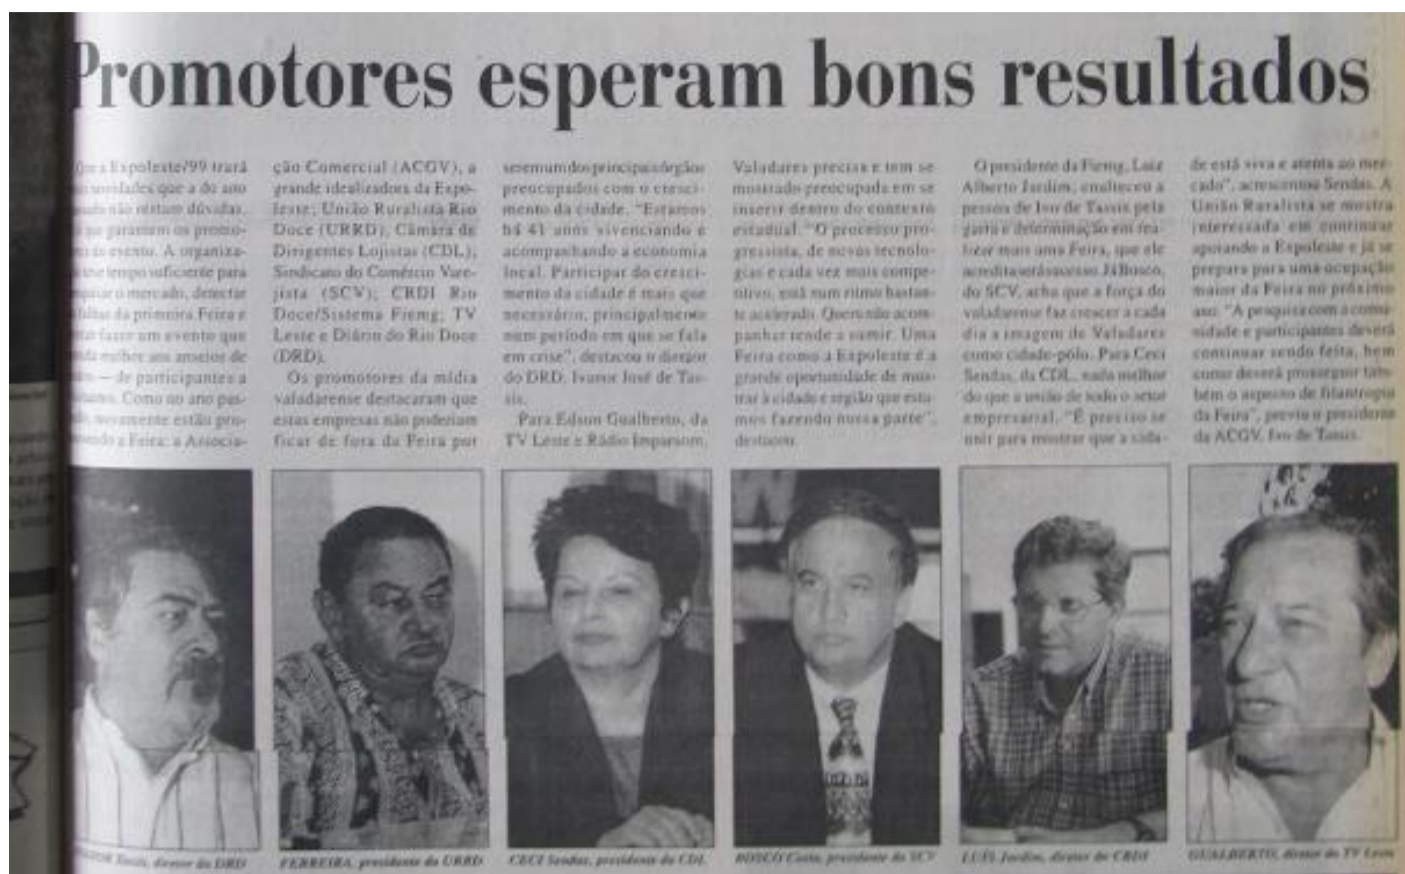 Promotores esperam bons resultados
a Expoleste/99 trará
novidades que a do ano
não restam dúvidas.
garantem os promo-
do evento. A organiza-
teve tempo suficiente para
o mercado, detectar
da primeira Feira e
fazer um evento que
melhor aos anseios de
— de participantes a
Como no ano pas-
novamente estão pro-
a Feira: a Associa-
ção Comercial (ACGV), a
grande idealizadora da Expo-
leste; União Ruralista Rio
Doce (URRD); Câmara de
Dirigentes Lojistas (CDL);
Sindicato do Comércio Vare-
jista (SCV); CRDI Rio
Doce/Sistema Fiemg; TV
Leste e Diário do Rio Doce
(DRD).
Os promotores da mídia
valadarense destacaram que
estas empresas não poderiam
ficar de fora da Feira por
serem um dos principais órgãos
preocupados com o cresci-
mento da cidade. "Estamos
há 41 anos vivenciando e
acompanhando a economia
local. Participar do cresci-
mento da cidade é mais que
necessário, principalmente
num período em que se fala
em crise", destacou o diretor
do DRD, Ivanor José de Tas-
sis.
Para Edson Gualberto, da
TV Leste e Rádio Imparsom,
Valadares precisa e tem se
mostrado preocupada em se
inserir dentro do contexto
estadual. "O processo pro-
gressista, de novas tecnolo-
gias e cada vez mais compe-
titivo, está num ritmo bastan-
te acelerado. Quem não acom-
panhar tende a sumir. Uma
Feira como a Expoleste é a
grande oportunidade de mos-
trar à cidade e região que esta-
mos fazendo nossa parte",
destacou.
O presidente da Fiemg, Luiz
Alberto Jardim, enalteceu a
pessoa de Ivo de Tassis pela
garra e determinação em rea-
lizar mais uma Feira, que ele
acredita será sucesso. Já Bosco,
do SCV, acha que a força do
valadarense faz crescer a cada
dia a imagem de Valadares
como cidade-pólo. Para Ceci
Sendas, da CDL, nada melhor
do que a união de todo o setor
empresarial. "É preciso se
unir para mostrar que a cida-
de está viva e atenta ao mer-
cado", acrescentou Sendas. A
União Ruralista se mostra
interessada em continuar
apoiando a Expoleste e já se
prepara para uma ocupação
maior da Feira no próximo
ano. "A pesquisa com a comu-
nidade e participantes deverá
continuar sendo feita, bem
como deverá prosseguir tam-
bém o aspecto de filantropia
da Feira", previu o presidente
da ACGV, Ivo de Tassis.
Tassis, diretor do DRD
FERREIRA, presidente da URRD
CECI Sendas, presidente da CDL
BOSCO Costa, presidente do SCV
LUÍS Jardim, diretor do CRDI
GUALBERTO, diretor da TV Leste